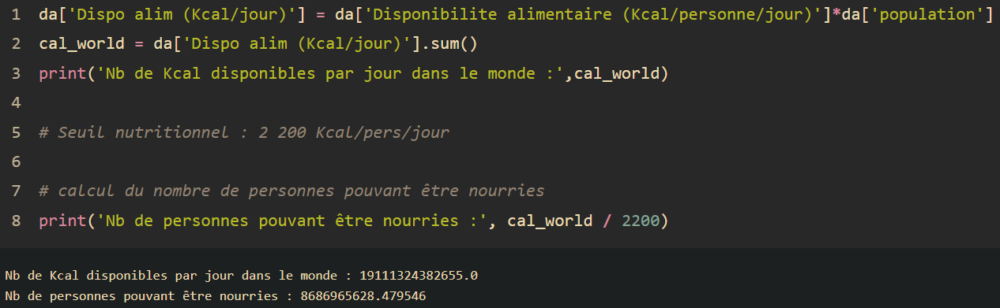 1 da['Dispo alim (Kcal/jour)'] = da['Disponibilite alimentaire (Kcal/personne/jour)']*da['population']
2 cal_world = da['Dispo alim (Kcal/jour)'].sum()
3 print('Nb de Kcal disponibles par jour dans le monde :',cal_world)
4
5 # Seuil nutritionnel : 2 200 Kcal/pers/jour
6
7 # calcul du nombre de personnes pouvant être nourries
8 print('Nb de personnes pouvant être nourries :', cal_world / 2200)
Nb de Kcal disponibles par jour dans le monde : 19111324382655.0
Nb de personnes pouvant être nourries : 8686965628.479546